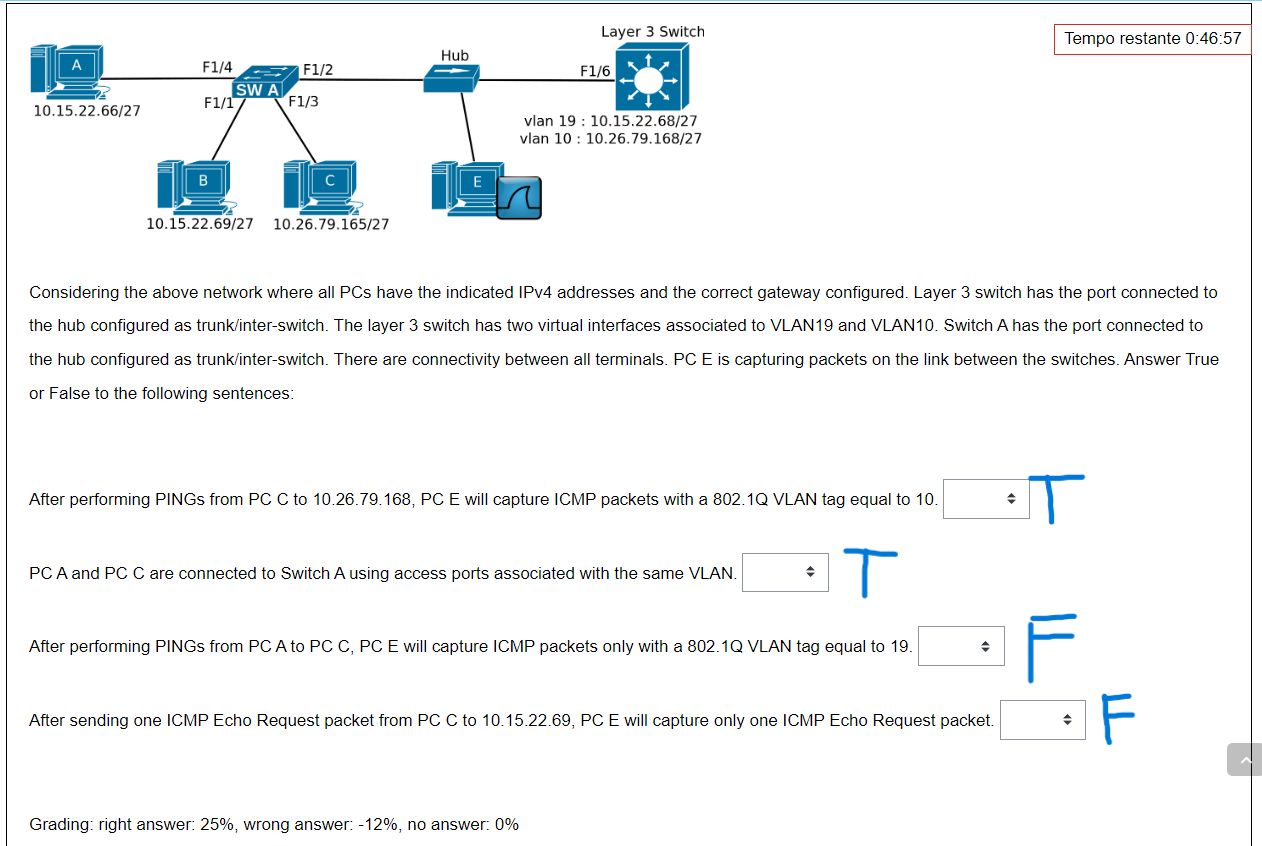 Layer 3 Switch
Tempo restante 0:46:57
A
F1/4
F1/2
Hub
F1/6
SW A
10.15.22.66/27
F1/1
F1/3
vlan 19 : 10.15.22.68/27
vlan 10 : 10.26.79.168/27
B
C
E
10.15.22.69/27
10.26.79.165/27
Considering the above network where all PCs have the indicated IPv4 addresses and the correct gateway configured. Layer 3 switch has the port connected to
the hub configured as trunk/inter-switch. The layer 3 switch has two virtual interfaces associated to VLAN19 and VLAN10. Switch A has the port connected to
the hub configured as trunk/inter-switch. There are connectivity between all terminals. PC E is capturing packets on the link between the switches. Answer True
or False to the following sentences:
After performing PINGs from PC C to 10.26.79.168, PC E will capture ICMP packets with a 802.1Q VLAN tag equal to 10. T
PC A and PC C are connected to Switch A using access ports associated with the same VLAN. T
After performing PINGs from PC A to PC C, PC E will capture ICMP packets only with a 802.1Q VLAN tag equal to 19. F
After sending one ICMP Echo Request packet from PC C to 10.15.22.69, PC E will capture only one ICMP Echo Request packet. F
Grading: right answer: 25%, wrong answer: -12%, no answer: 0%